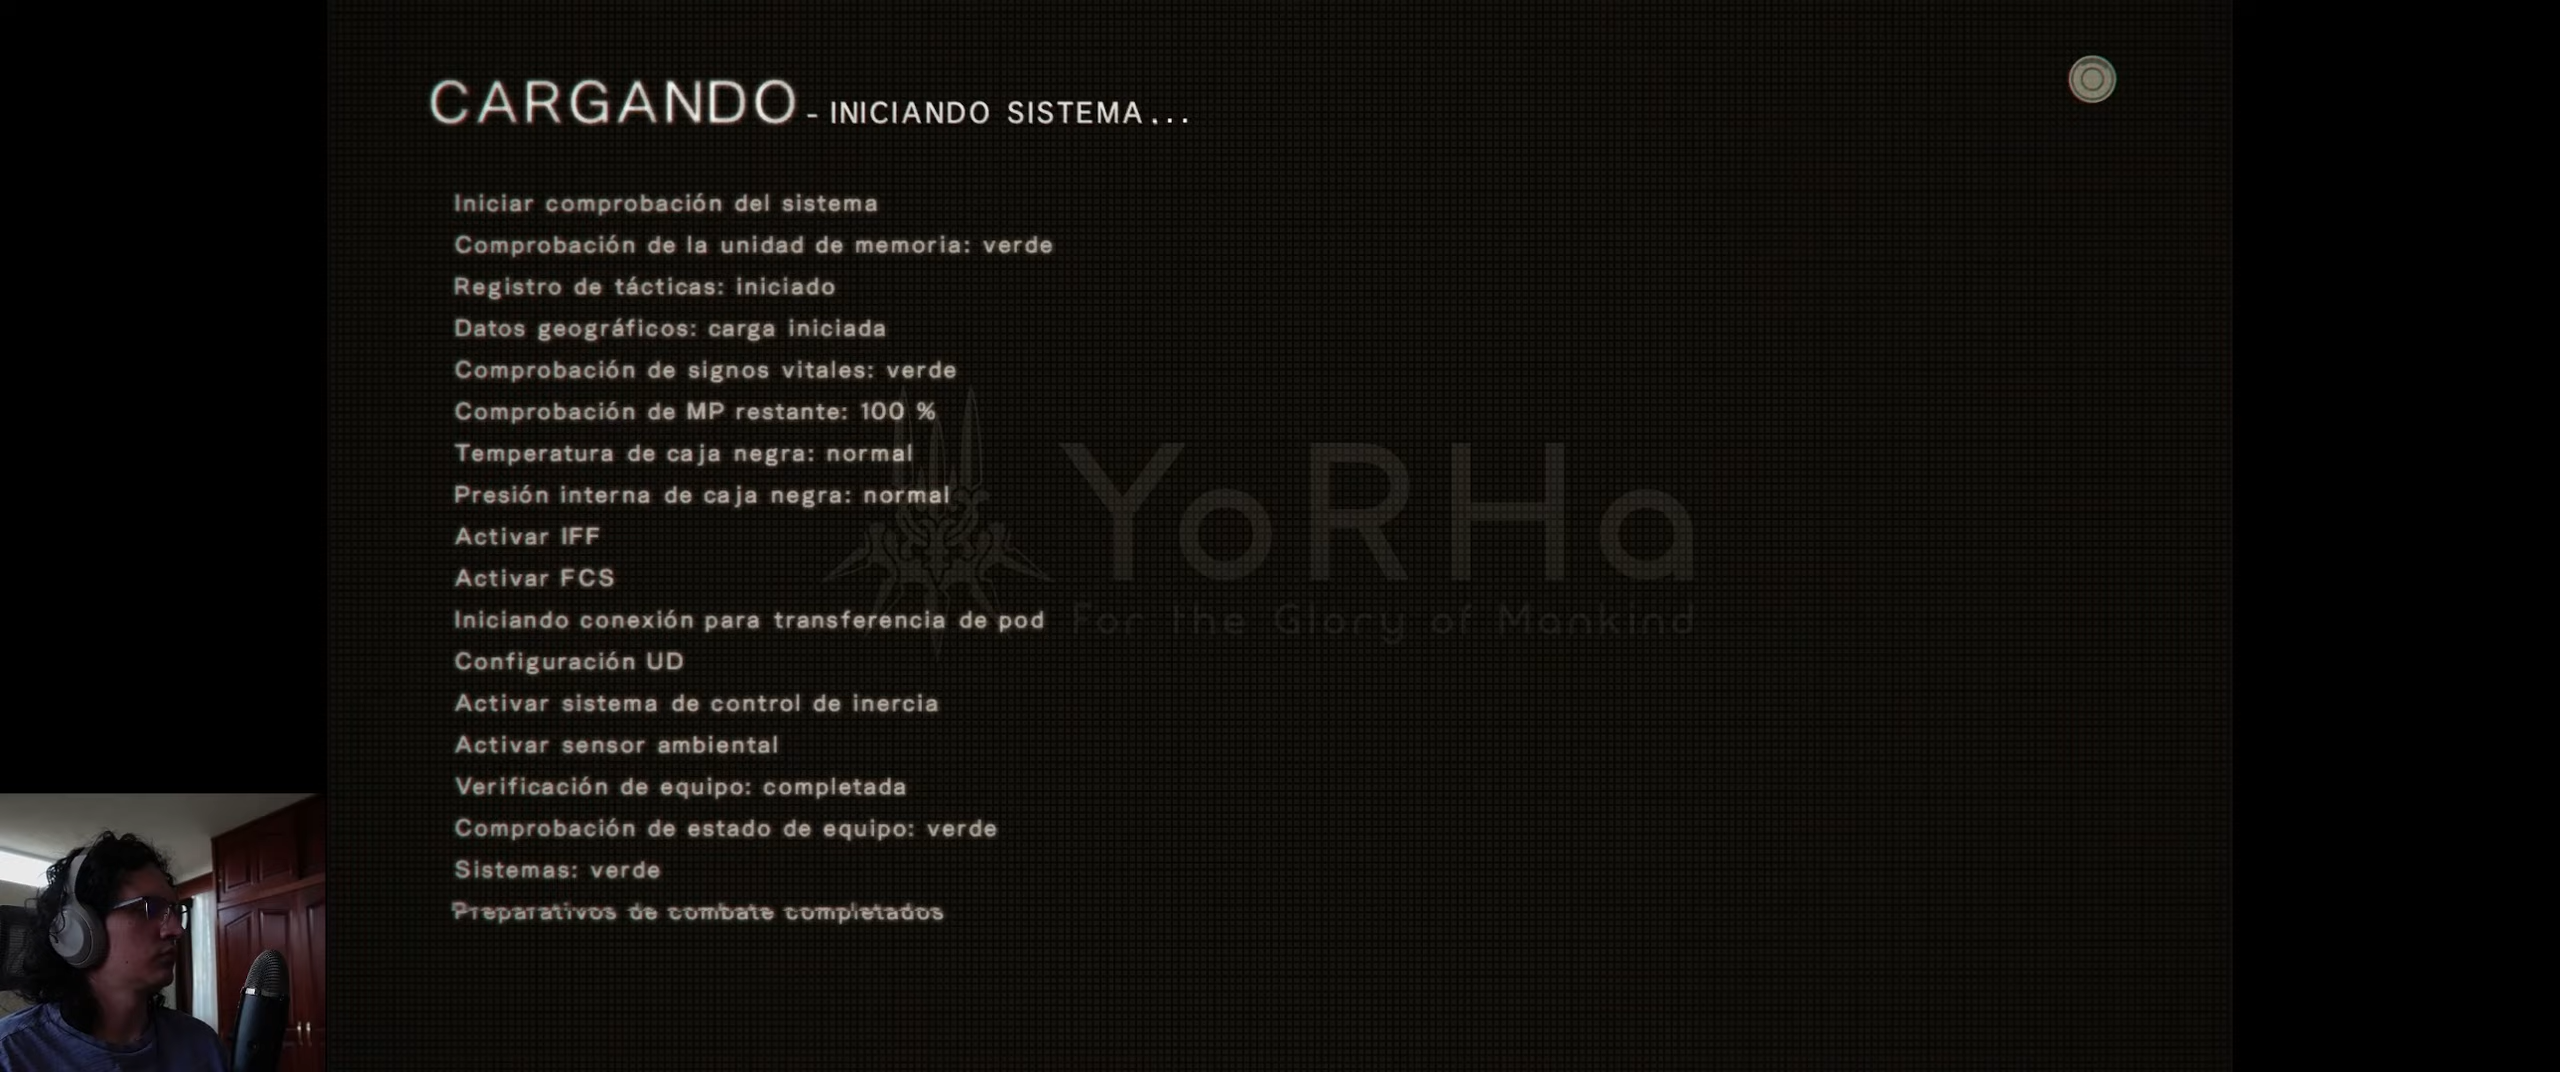 CARGANDO - INICIANDO SISTEMA...
Iniciar comprobación del sistema
Comprobación de la unidad de memoria: verde
Registro de tácticas: iniciado
Datos geográficos: carga iniciada
Comprobación de signos vitales: verde
Comprobación de MP restante: 100 %
Temperatura de caja negra: normal
Presión interna de caja negra: normal
Activar IFF
Activar FCS
Iniciando conexión para transferencia de pod
Configuración UD
Activar sistema de control de inercia
Activar sensor ambiental
Verificación de equipo: completada
Comprobación de estado de equipo: verde
Sistemas: verde
Preparativos de combate completados
YoRHa
For the Glory of Mankind